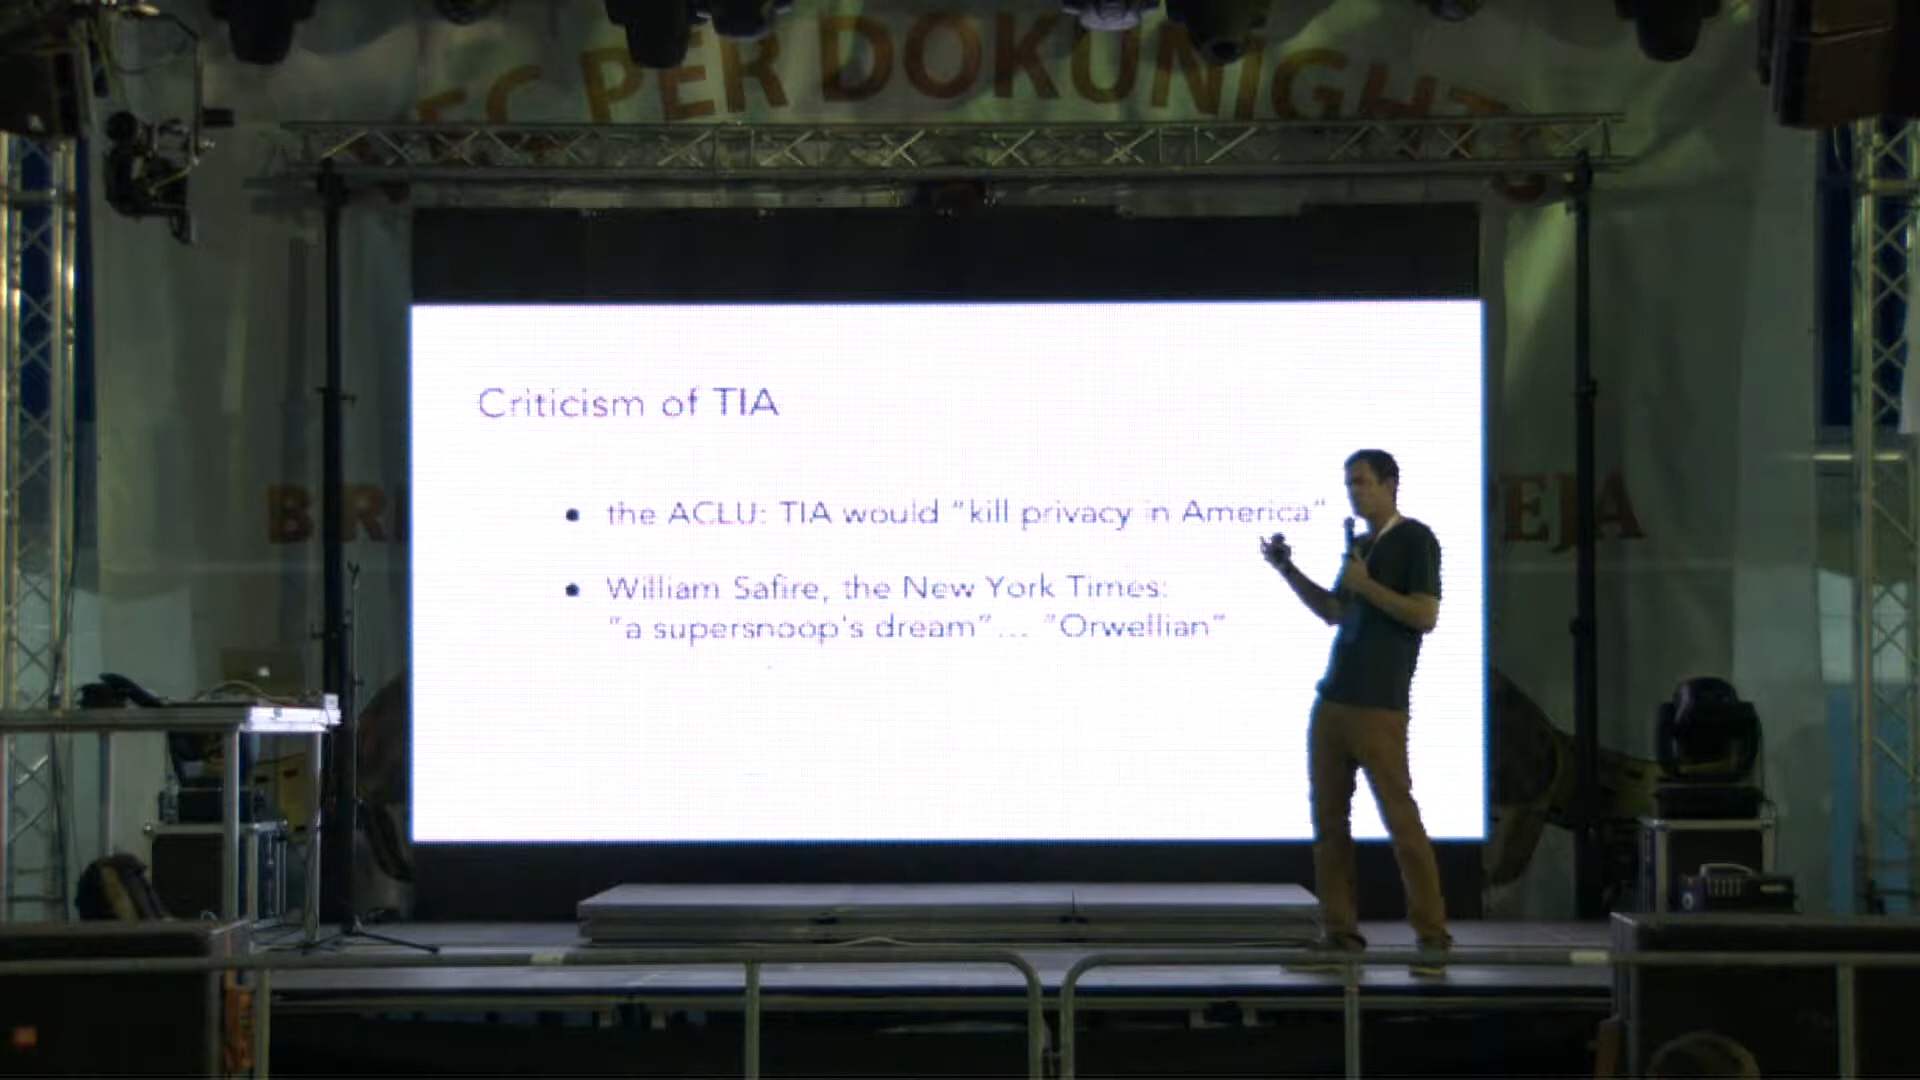 PER DOKUNIGHTS
Criticism of TIA
• the ACLU: TIA would “kill privacy in America”
• William Safire, the New York Times:
“a supersnoop's dream”... “Orwellian”